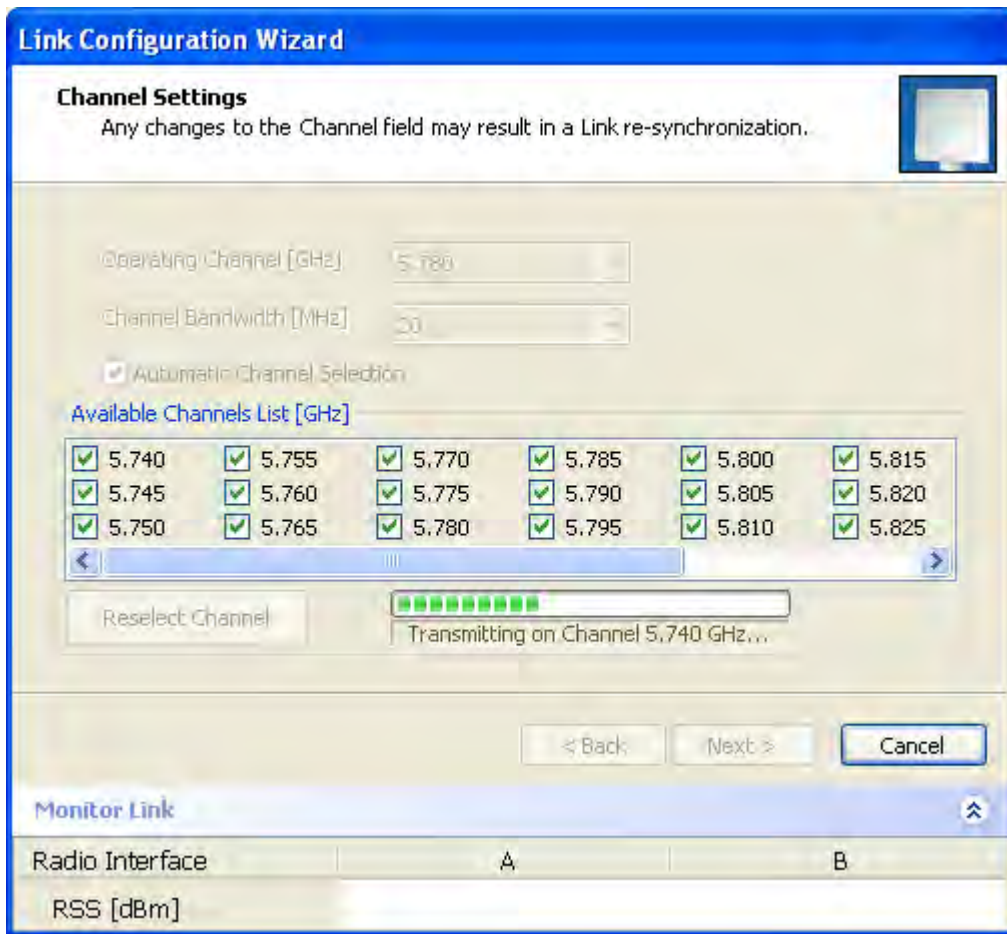 Link Configuration Wizard
Channel Settings
Any changes to the Channel field may result in a Link re-synchronization.
Operating Channel [GHz] 5.780
Channel Bandwidth [MHz] 20
Automatic Channel Selection
Available Channels List [GHz]
5.740 5.755 5.770 5.785 5.800 5.815
5.745 5.760 5.775 5.790 5.805 5.820
5.750 5.765 5.780 5.795 5.810 5.825
Reselect Channel
Transmitting on Channel 5.740 GHz...
< Back Next > Cancel
Monitor Link
Radio Interface A B
RSS [dBm]